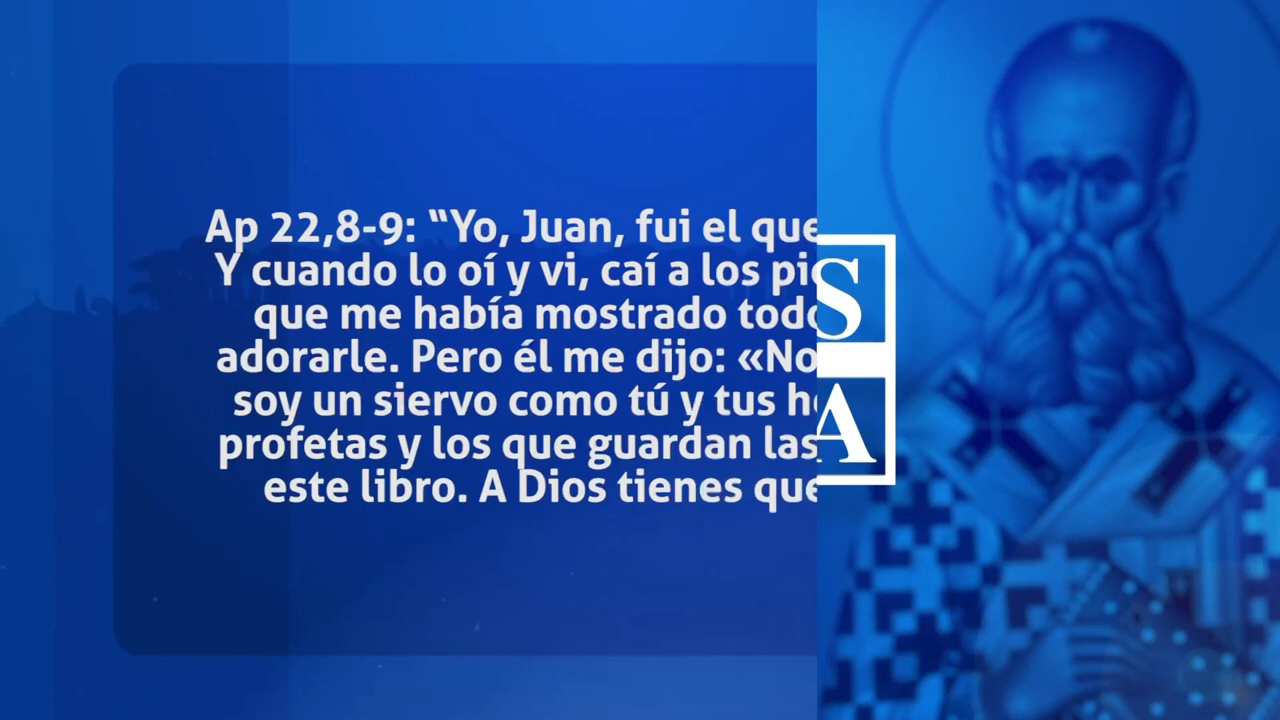 Ap 22,8-9: “Yo, Juan, fui el que
Y cuando lo oí y vi, caí a los
que me había mostrado
adorarle. Pero él me dijo: «No
soy un siervo como tú y tus
profetas y los que guardan las
este libro. A Dios tienes que
S
A